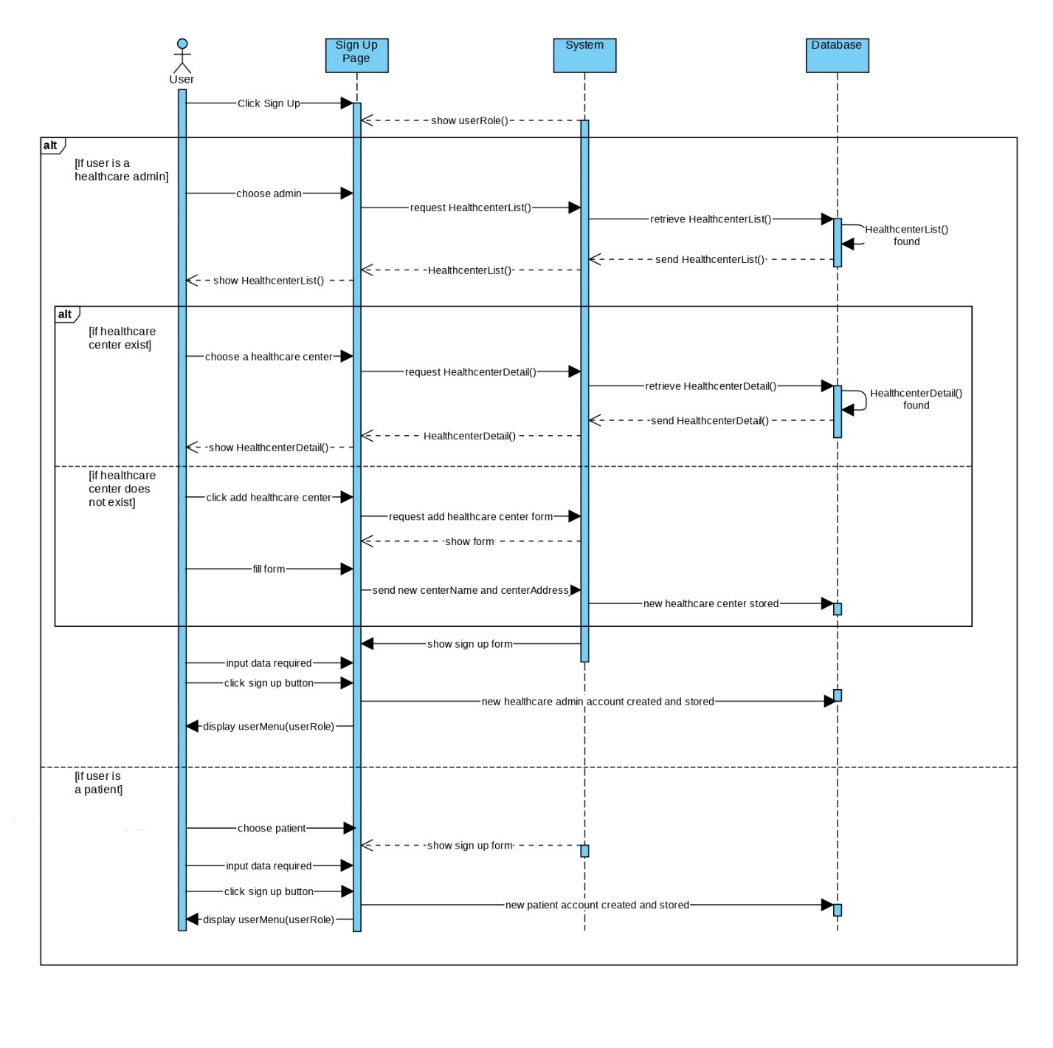 User
Sign Up
Page
System
Database
Click Sign Up
show userRole()
alt
[If user is a
healthcare admin]
choose admin
request HealthcenterList()
retrieve HealthcenterList()
HealthcenterList()
found
send HealthcenterList()
HealthcenterList()
show HealthcenterList()
alt
[if healthcare
center exist]
choose a healthcare center
request HealthcenterDetail()
retrieve HealthcenterDetail()
HealthcenterDetail()
found
send HealthcenterDetail()
HealthcenterDetail()
show HealthcenterDetail()
[if healthcare
center does
not exist]
click add healthcare center
request add healthcare center form
show form
fill form
send new centerName and centerAddress
new healthcare center stored
show sign up form
input data required
click sign up button
new healthcare admin account created and stored
display userMenu(userRole)
[if user is
a patient]
choose patient
show sign up form
input data required
click sign up button
new patient account created and stored
display userMenu(userRole)